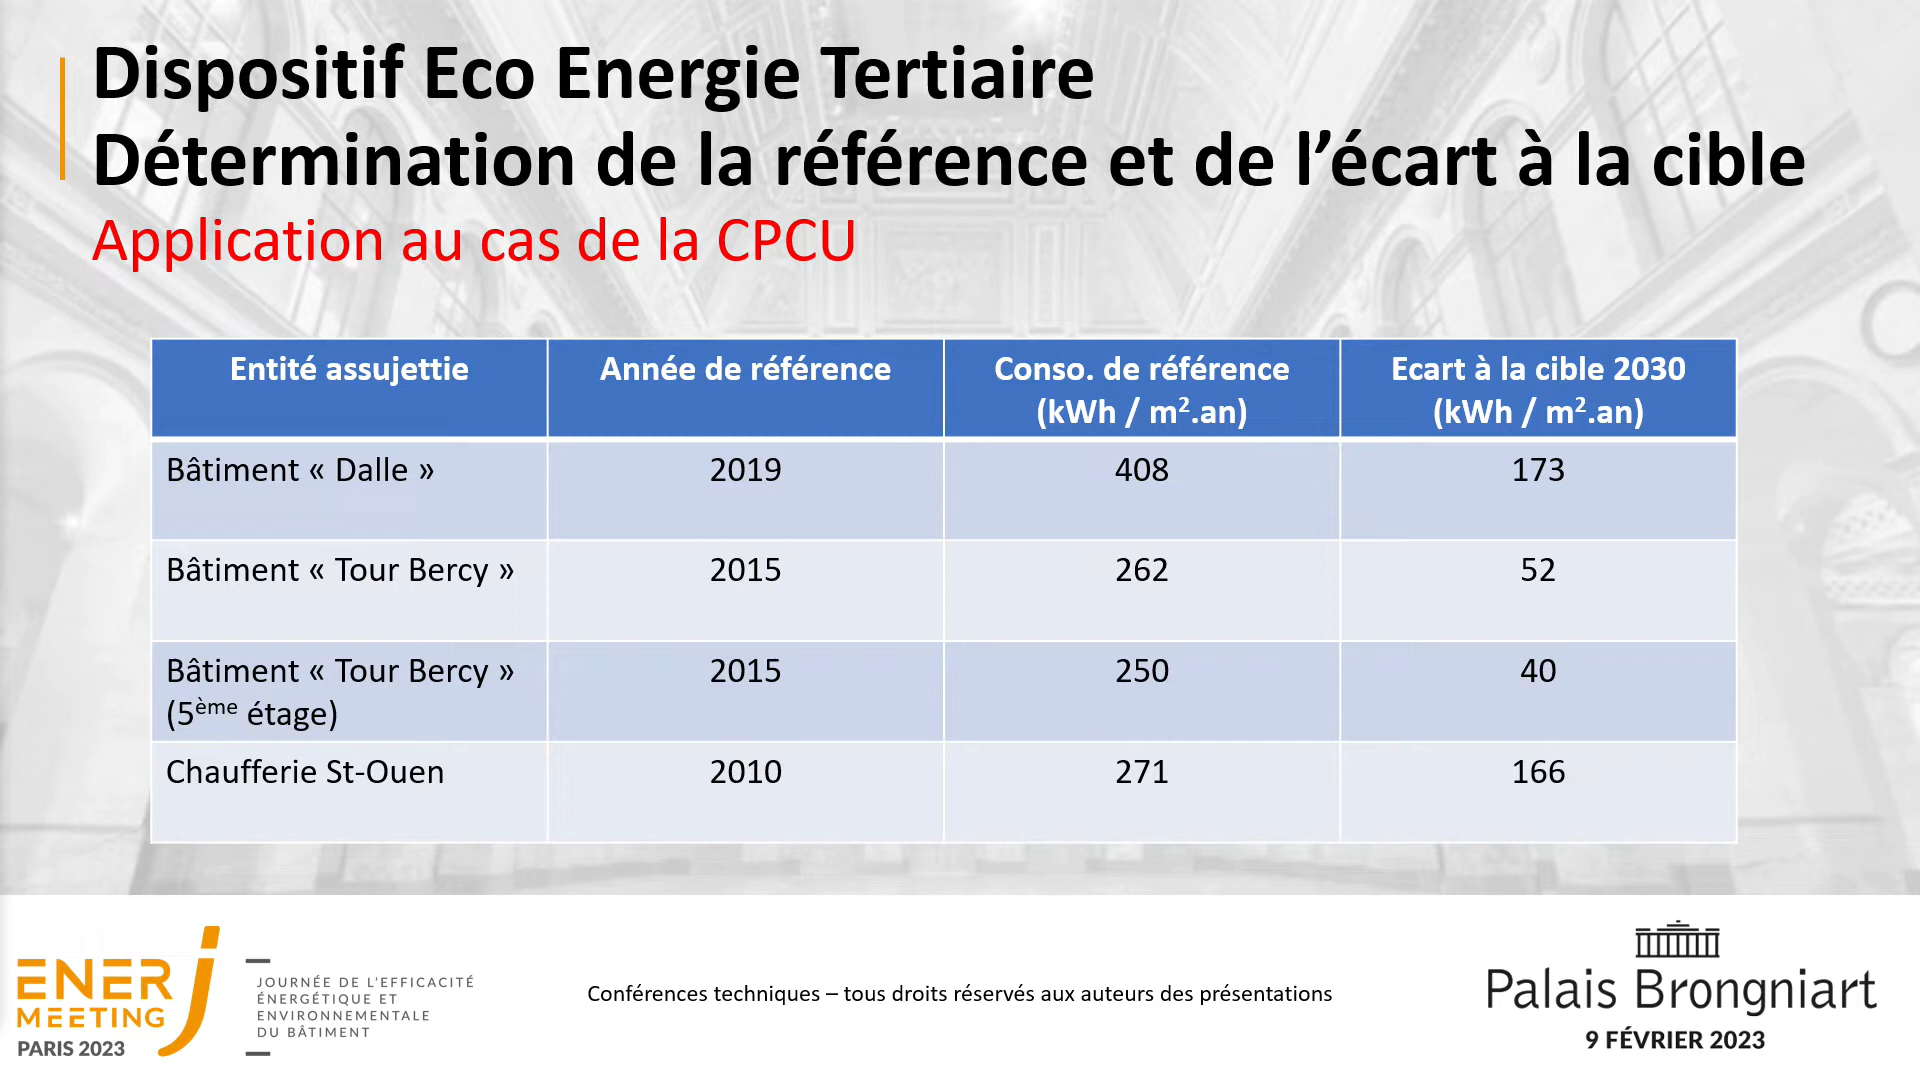 Dispositif Eco Energie Tertiaire
Détermination de la référence et de l’écart à la cible
Application au cas de la CPCU
Entité assujettie
Année de référence
Conso. de référence
(kWh / m².an)
Ecart à la cible 2030
(kWh / m².an)
Bâtiment « Dalle »
2019
408
173
Bâtiment « Tour Bercy »
2015
262
52
Bâtiment « Tour Bercy »
(5ème étage)
2015
250
40
Chaufferie St-Ouen
2010
271
166
ENERJ
MEETING
PARIS 2023
JOURNÉE DE L'EFFICACITÉ
ÉNERGÉTIQUE ET
ENVIRONNEMENTALE
DU BÂTIMENT
Conférences techniques – tous droits réservés aux auteurs des présentations
Palais Brongniart
9 FÉVRIER 2023